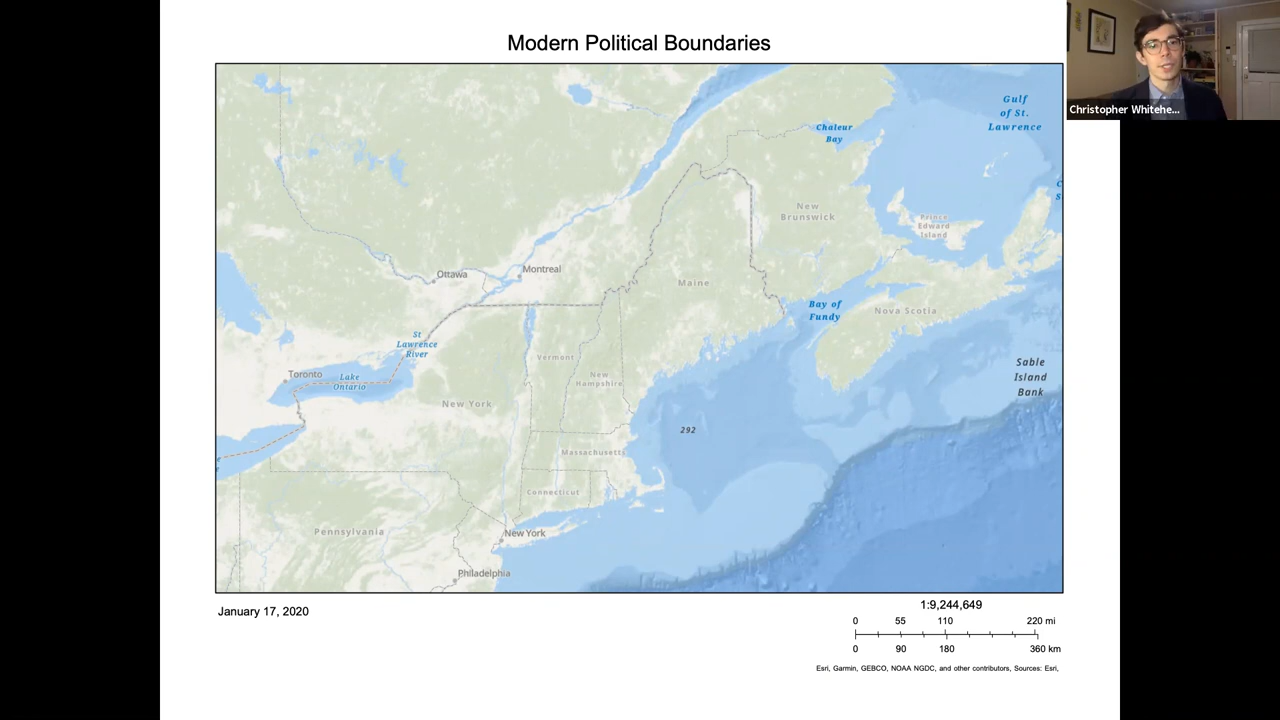 Modern Political Boundaries
Christopher Whitehe...
Gulf
of St.
Lawrence
Chaleur
Bay
New
Brunswick
Prince
Edward
Island
Ottawa
Montreal
Maine
Bay of
Fundy
Nova Scotia
St
Lawrence
River
Toronto
Lake
Ontario
Vermont
New
Hampshire
New York
Sable
Island
Bank
292
Massachusetts
Connecticut
Pennsylvania
New York
Philadelphia
January 17, 2020
1:9,244,649
0 55 110 220 mi
0 90 180 360 km
Esri, Garmin, GEBCO, NOAA NGDC, and other contributors, Sources: Esri,